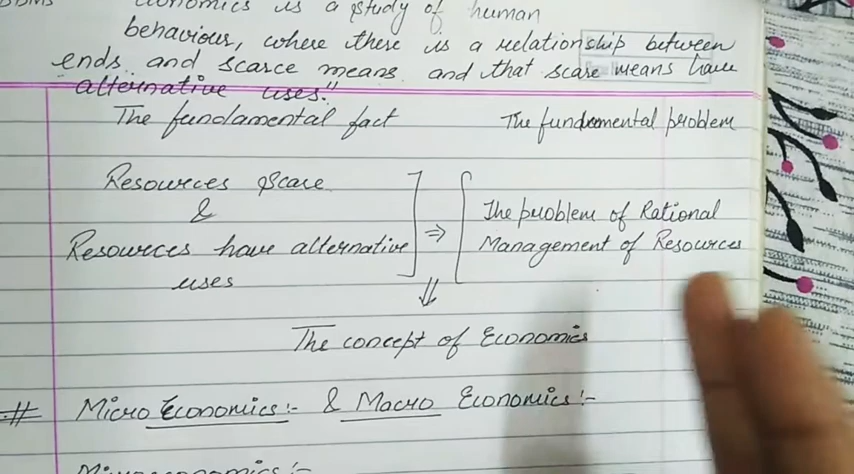 Economics is a study of human
behaviour, where there is a relationship between
ends and scarce means and that scare means have
alternative uses."
The fundamental fact
The fundremental problem
Resources Scare
&
Resources have alternative
uses
⇒
The problem of Rational
Management of Resources
⇓
The concept of Economics
# Micro Economics:- & Macro Economics:-
Microeconomics:-